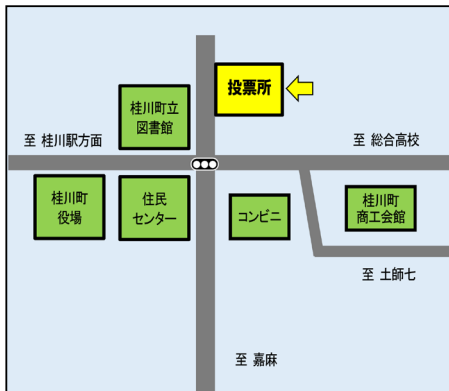 投票所
桂川町立
図書館
至 桂川駅方面
至 総合高校
桂川町
役場
住民
センター
コンビニ
桂川町
商工会館
至 土師七
至 嘉麻